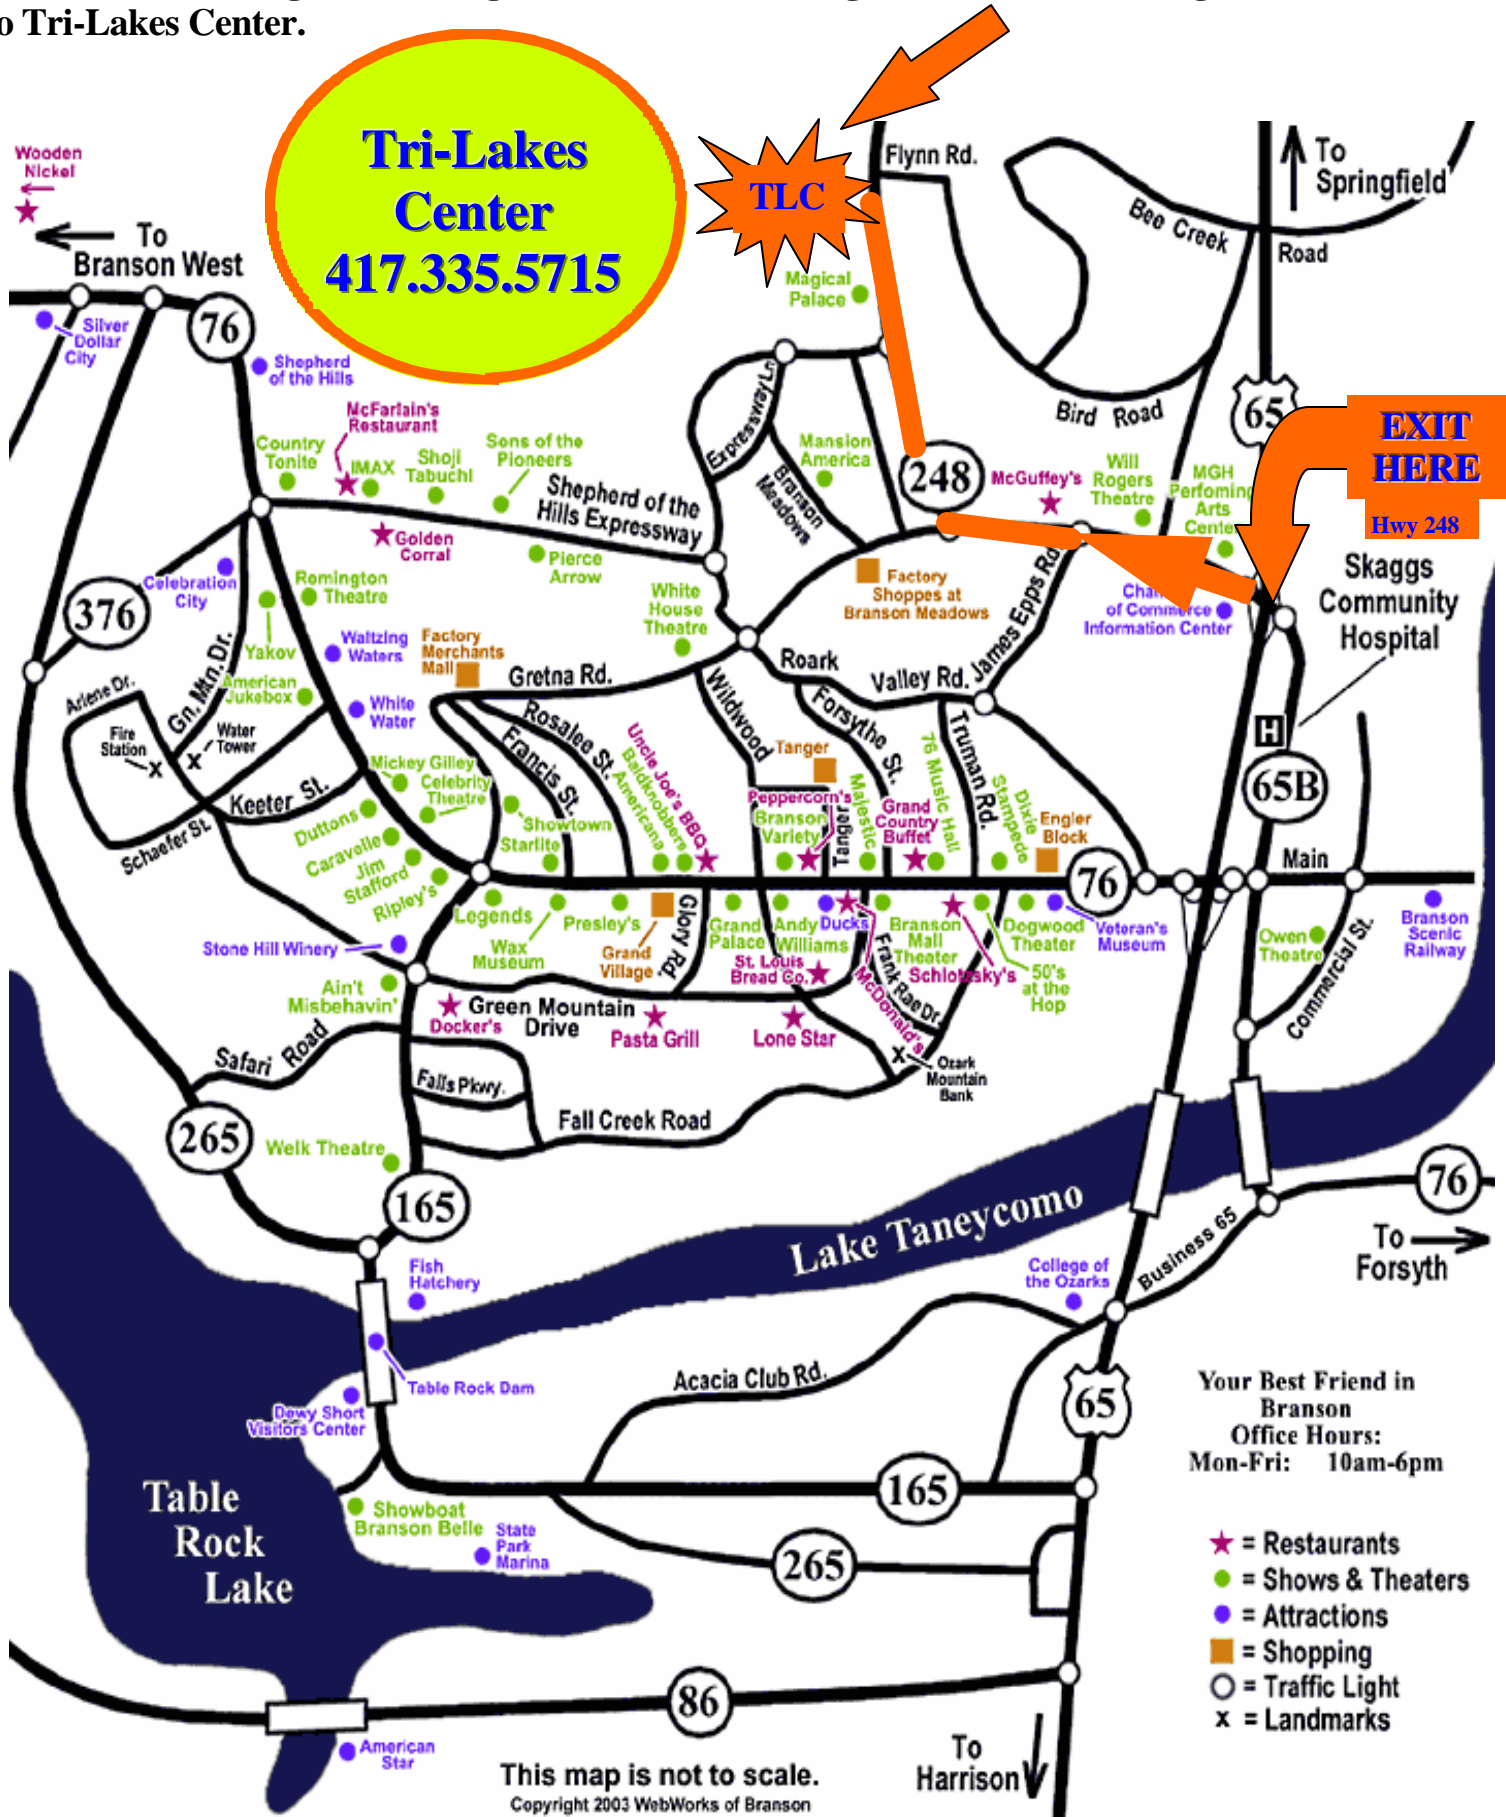 o Tri-Lakes Center.
Tri-Lakes
Center
417.335.5715
TLC
Flynn Rd.
To
Springfield
Bee Creek
Road
Wooden
Nickel
To
Branson West
76
Silver
Dollar
City
Shepherd
of the Hills
Magical
Palace
Expressway Ln.
Bird Road
65
EXIT
HERE
Hwy 248
McFarlain's
Restaurant
Country
Tonite
IMAX
Shoji
Tabuchi
Sons of the
Pioneers
Shepherd of the
Hills Expressway
Mansion
America
Branson
Meadows
248
McGuffey's
Will
Rogers
Theatre
MGH
Perfoming
Arts
Cente
Golden
Corral
Pierce
Arrow
Celebration
City
376
Remington
Theatre
White
House
Theatre
Factory
Shoppes at
Branson Meadows
James Epps Rd.
Cha
of Commerce
Information Center
Skaggs
Community
Hospital
Yakov
Waltzing
Waters
Factory
Merchants
Mall
Gretna Rd.
Roark
Valley Rd.
Arlene Dr.
Gn. Mtn. Dr.
American
Jukebox
White
Water
Fire
Station
Water
Tower
Rosalee St.
Francis St.
Wildwood
Forsythe St.
Truman Rd.
H
65B
Keeter St.
Schaefer St.
Mickey Gilley
Celebrity
Theatre
Duttons
Caravelle
Jim
Stafford
Ripley's
Showtown
Starlite
Americana
Baldknobbers
Uncle Joe's BBQ
Tanger
Peppercorn's
Branson
Variety
Tanger
Majestic
Grand
Country
Buffet
76 Music Hall
Dixie
Stampede
Engler
Block
76
Main
Legends
Wax
Museum
Presley's
Grand
Village
Glory Rd.
Grand
Palace
Andy
Williams
Ducks
St. Louis
Bread Co.
McDonald's
Frank Rae Dr.
Branson
Mall
Theater
Schlotzsky's
Dogwood
Theater
50's
at the
Hop
Veteran's
Museum
Owen
Theatre
Commercial St.
Branson
Scenic
Railway
Stone Hill Winery
Ain't
Misbehavin'
Docker's
Green Mountain
Drive
Pasta Grill
Lone Star
Ozark
Mountain
Bank
Safari Road
Falls Pkwy.
Fall Creek Road
265
Welk Theatre
165
Lake Taneycomo
76
To
Forsyth
Business 65
College of
the Ozarks
Fish
Hatchery
Table Rock Dam
Dewy Short
Visitors Center
Acacia Club Rd.
65
Your Best Friend in
Branson
Office Hours:
Mon-Fri: 10am-6pm
Table
Rock
Lake
Showboat
Branson Belle
State
Park
Marina
165
265
= Restaurants
= Shows & Theaters
= Attractions
= Shopping
= Traffic Light
x = Landmarks
86
American
Star
To
Harrison
This map is not to scale.
Copyright 2003 WebWorks of Branson